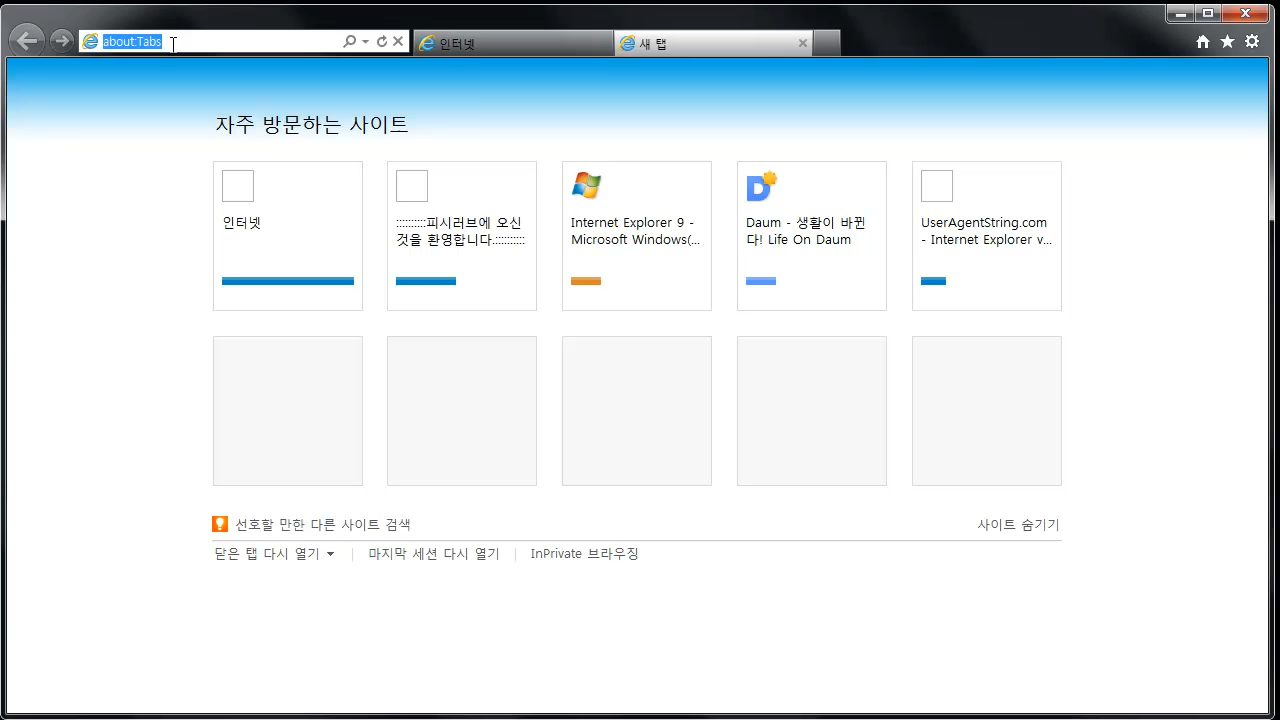 about:Tabs
인터넷
새 탭
자주 방문하는 사이트
인터넷
::::::::::피시러브에 오신
것을 환영합니다.::::::::::
Internet Explorer 9 -
Microsoft Windows(...
Daum - 생활이 바뀐
다! Life On Daum
UserAgentString.com
- Internet Explorer v...
선호할 만한 다른 사이트 검색
사이트 숨기기
닫은 탭 다시 열기
마지막 세션 다시 열기
InPrivate 브라우징